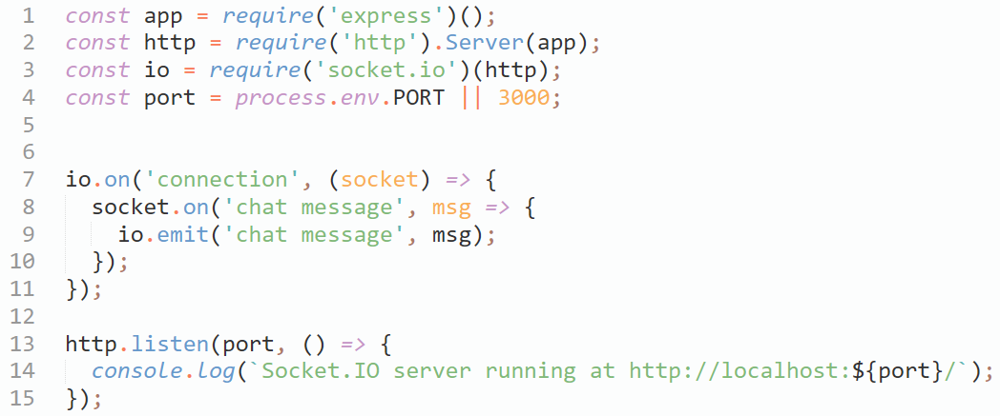 1 const app = require('express')();
2 const http = require('http').Server(app);
3 const io = require('socket.io')(http);
4 const port = process.env.PORT || 3000;
5
6
7 io.on('connection', (socket) => {
8   socket.on('chat message', msg => {
9     io.emit('chat message', msg);
10   });
11 });
12
13 http.listen(port, () => {
14   console.log(`Socket.IO server running at http://localhost:${port}/`);
15 });